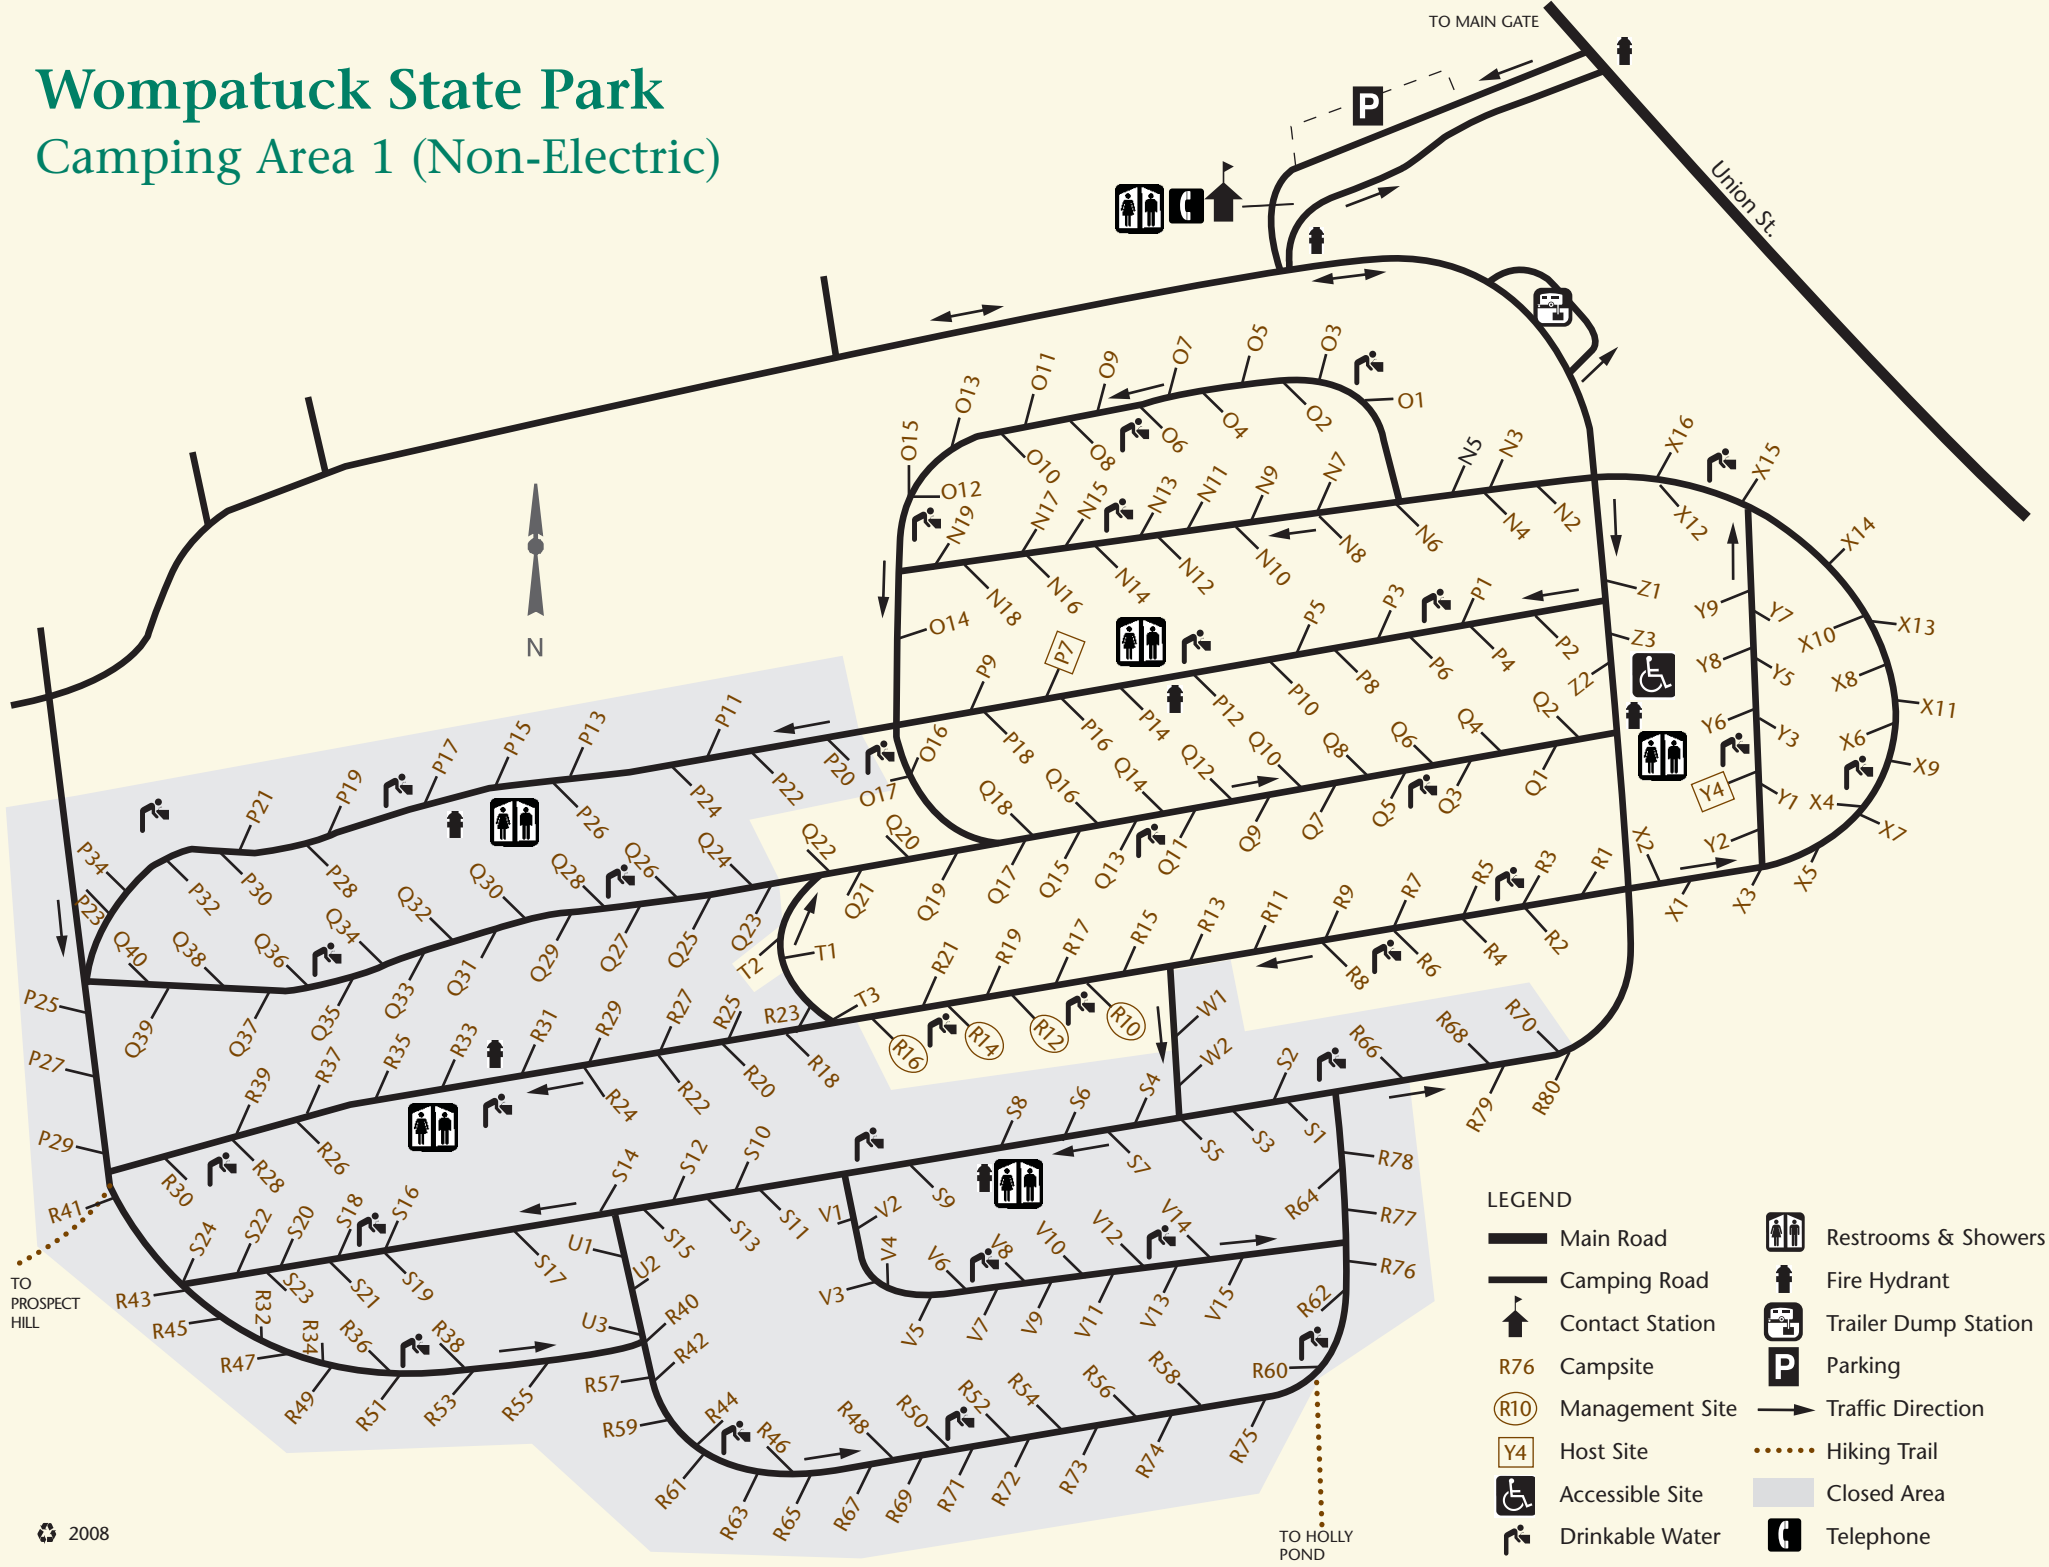 Wompatuck State Park
Camping Area 1 (Non-Electric)
TO MAIN GATE
P
Union St.
O15
O13
O11
O9
O7
O5
O3
O1
O12
O10
O8
O6
O4
O2
N19
N17
N15
N13
N11
N9
N7
N5
N3
X16
X15
N18
N16
N14
N12
N10
N8
N6
N4
N2
X12
X14
O14
P9
P7
P5
P3
P1
P2
Z1
Z3
Z2
Y9
Y7
X10
X13
Y8
Y5
X8
X11
Y6
Y3
X6
X9
Y4
Y1
X4
X7
Y2
X5
X3
X1
X2
N
P34
P23
P21
P19
P17
P15
P13
P11
P20
O16
O17
P18
P16
P14
P12
P10
P8
P6
P4
P32
P30
P28
P26
P24
P22
Q40
Q38
Q36
Q34
Q32
Q30
Q28
Q26
Q24
Q22
Q20
Q18
Q16
Q14
Q12
Q10
Q8
Q6
Q4
Q2
Q39
Q37
Q35
Q33
Q31
Q29
Q27
Q25
Q23
Q21
Q19
Q17
Q15
Q13
Q11
Q9
Q7
Q5
Q3
Q1
T2
T1
T3
P25
P27
P29
R41
R39
R37
R35
R33
R31
R29
R27
R25
R23
R21
R19
R17
R15
R13
R11
R9
R7
R5
R3
R1
R30
R28
R26
R24
R22
R20
R18
R16
R14
R12
R10
R8
R6
R4
R2
W1
W2
S24
S22
S20
S18
S16
S14
S12
S10
S8
S6
S4
S2
R66
R68
R70
R79
R80
S23
S21
S19
S17
S15
S13
S11
S9
S7
S5
S3
S1
R78
R64
R77
R76
R62
R60
TO
PROSPECT
HILL
R43
R45
R47
R49
R51
R53
R55
R32
R34
R36
R38
U1
U2
U3
R40
R42
R57
R59
V1
V2
V3
V4
V6
V8
V10
V12
V14
V5
V7
V9
V11
V13
V15
R44
R46
R48
R50
R52
R54
R56
R58
R61
R63
R65
R67
R69
R71
R72
R73
R74
R75
TO HOLLY
POND
2008
LEGEND
Main Road
Camping Road
Contact Station
R76 Campsite
R10 Management Site
Y4 Host Site
Accessible Site
Drinkable Water
Restrooms & Showers
Fire Hydrant
Trailer Dump Station
P Parking
Traffic Direction
Hiking Trail
Closed Area
Telephone